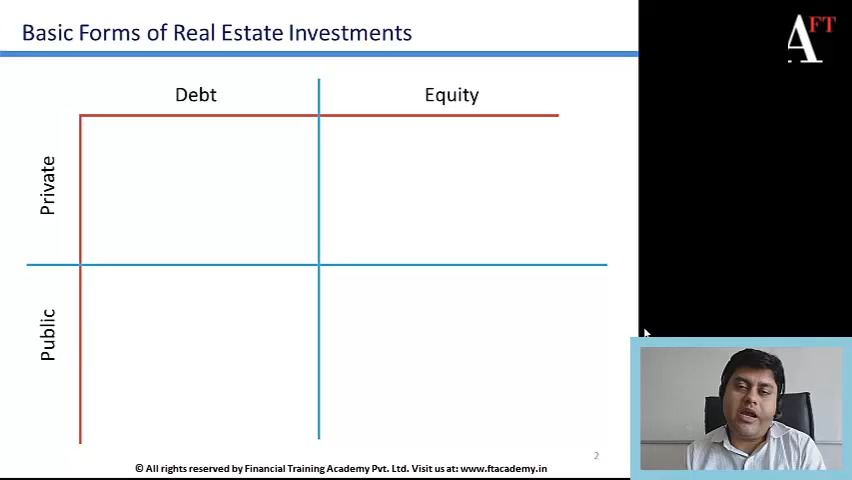 Basic Forms of Real Estate Investments
AFT
Debt
Equity
Private
Public
2
© All rights reserved by Financial Training Academy Pvt. Ltd. Visit us at: www.ftacademy.in